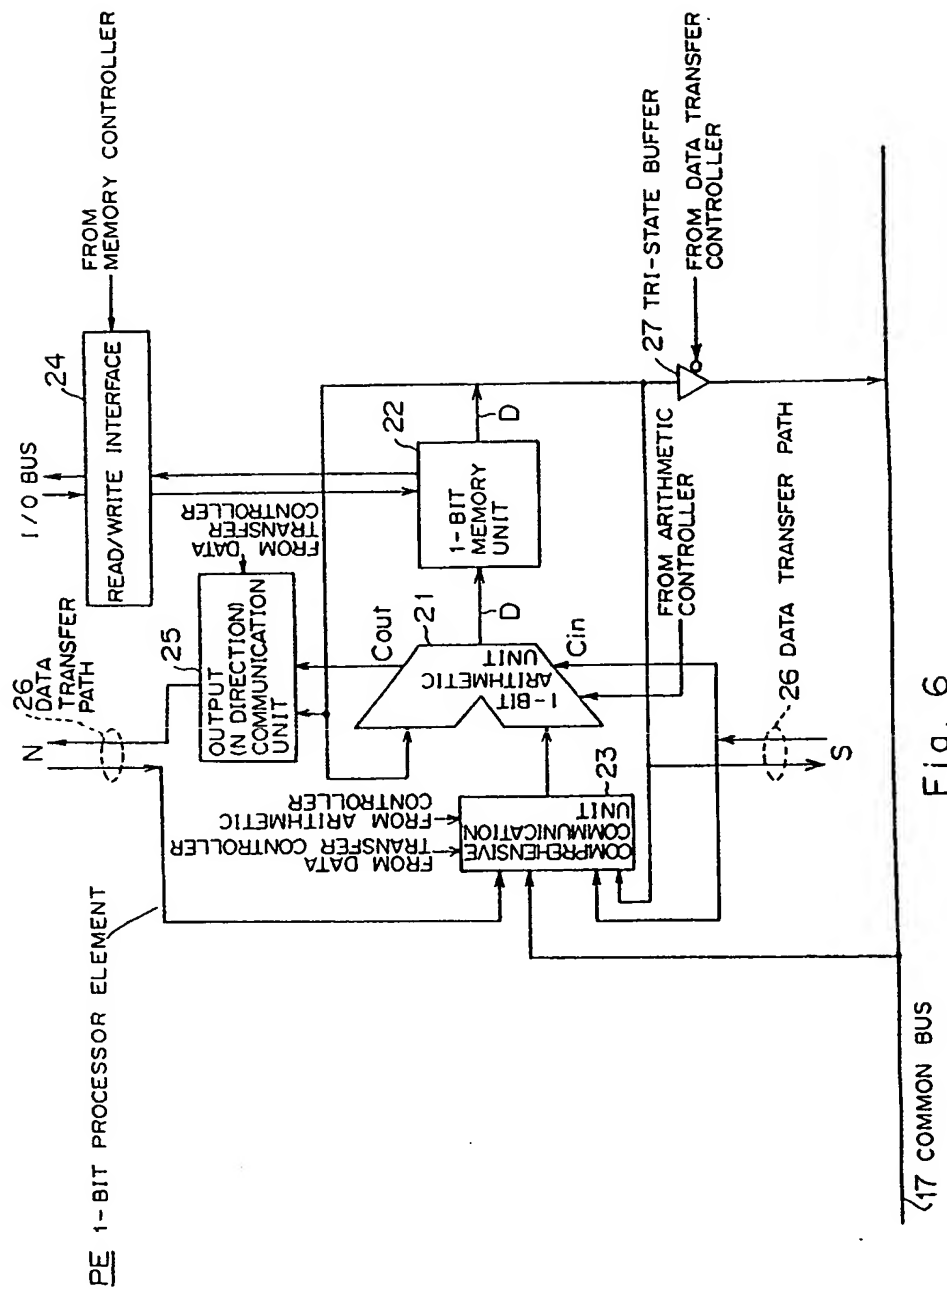 PE 1-BIT PROCESSOR ELEMENT
26
DATA
TRANSFER
PATH
N
I/O BUS
24
READ/WRITE INTERFACE
FROM
MEMORY CONTROLLER
25
OUTPUT
(N DIRECTION)
COMMUNICATION
UNIT
FROM DATA
TRANSFER
CONTROLLER
22
1-BIT
MEMORY
UNIT
D
D
Cout
21
1-BIT
ARITHMETIC
UNIT
Cin
FROM DATA
TRANSFER CONTROLLER
FROM ARITHMETIC
CONTROLLER
COMPREHENSIVE
COMMUNICATION
UNIT
23
27 TRI-STATE BUFFER
FROM DATA TRANSFER
CONTROLLER
FROM ARITHMETIC
CONTROLLER
26 DATA TRANSFER PATH
S
17 COMMON BUS
Fig. 6